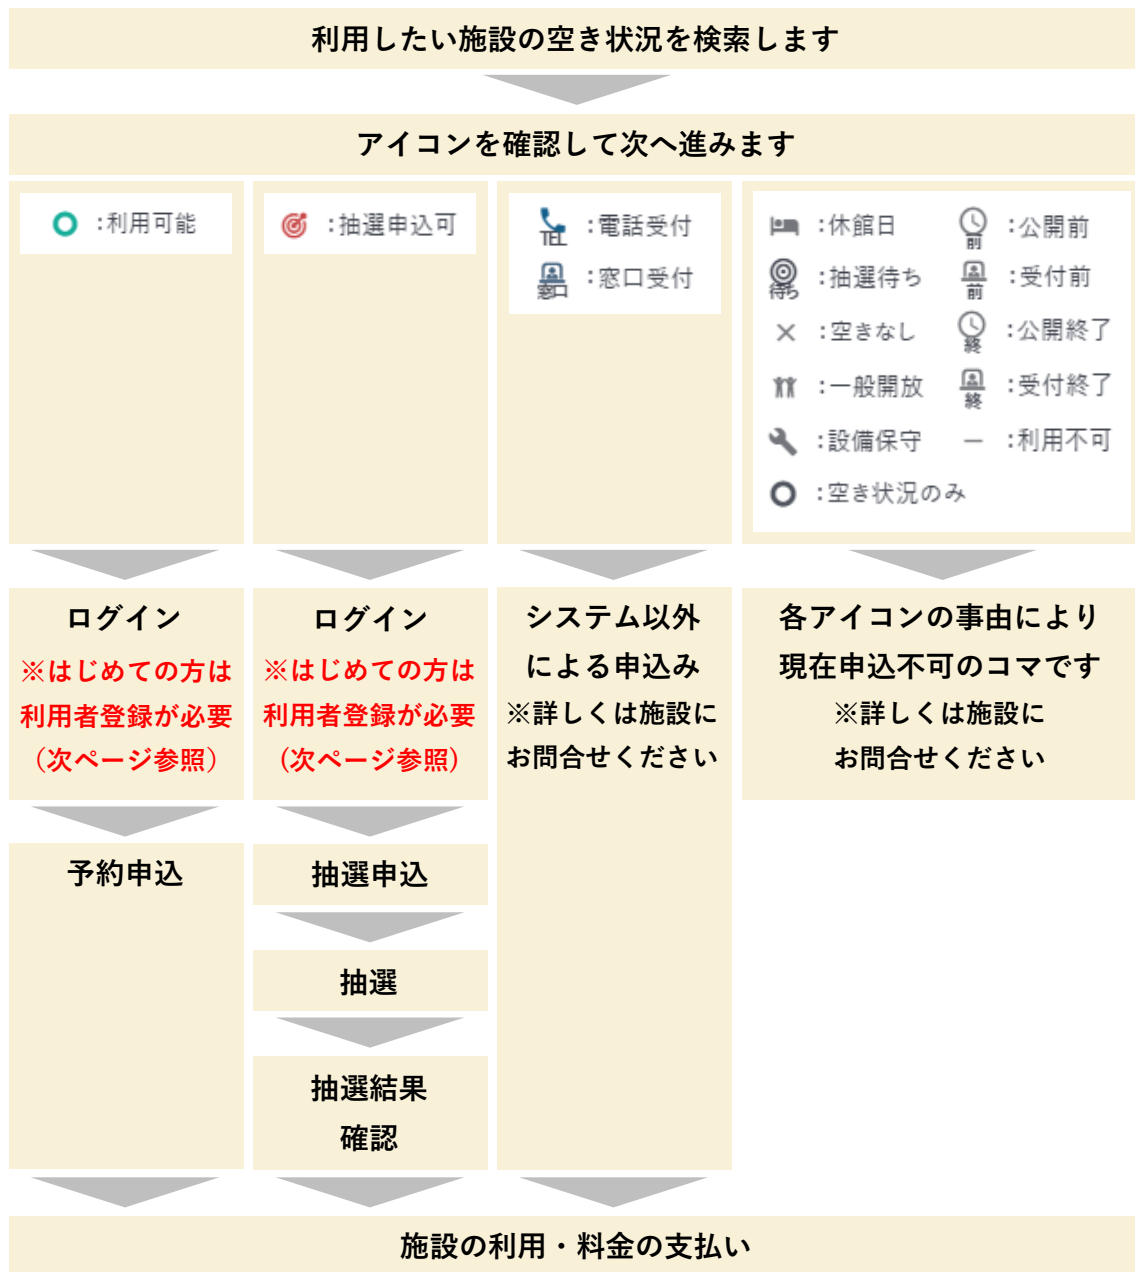 利用したい施設の空き状況を検索します
アイコンを確認して次へ進みます
:利用可能
:抽選申込可
TEL :電話受付
窓口 :窓口受付
:休館日
前 :公開前
待ち :抽選待ち
前 :受付前
× :空きなし
終 :公開終了
:一般開放
終 :受付終了
:設備保守
— :利用不可
:空き状況のみ
ログイン
※はじめての方は
利用者登録が必要
（次ページ参照）
ログイン
※はじめての方は
利用者登録が必要
(次ページ参照)
システム以外
による申込み
※詳しくは施設に
お問合せください
各アイコンの事由により
現在申込不可のコマです
※詳しくは施設に
お問合せください
予約申込
抽選申込
抽選
抽選結果
確認
施設の利用・料金の支払い